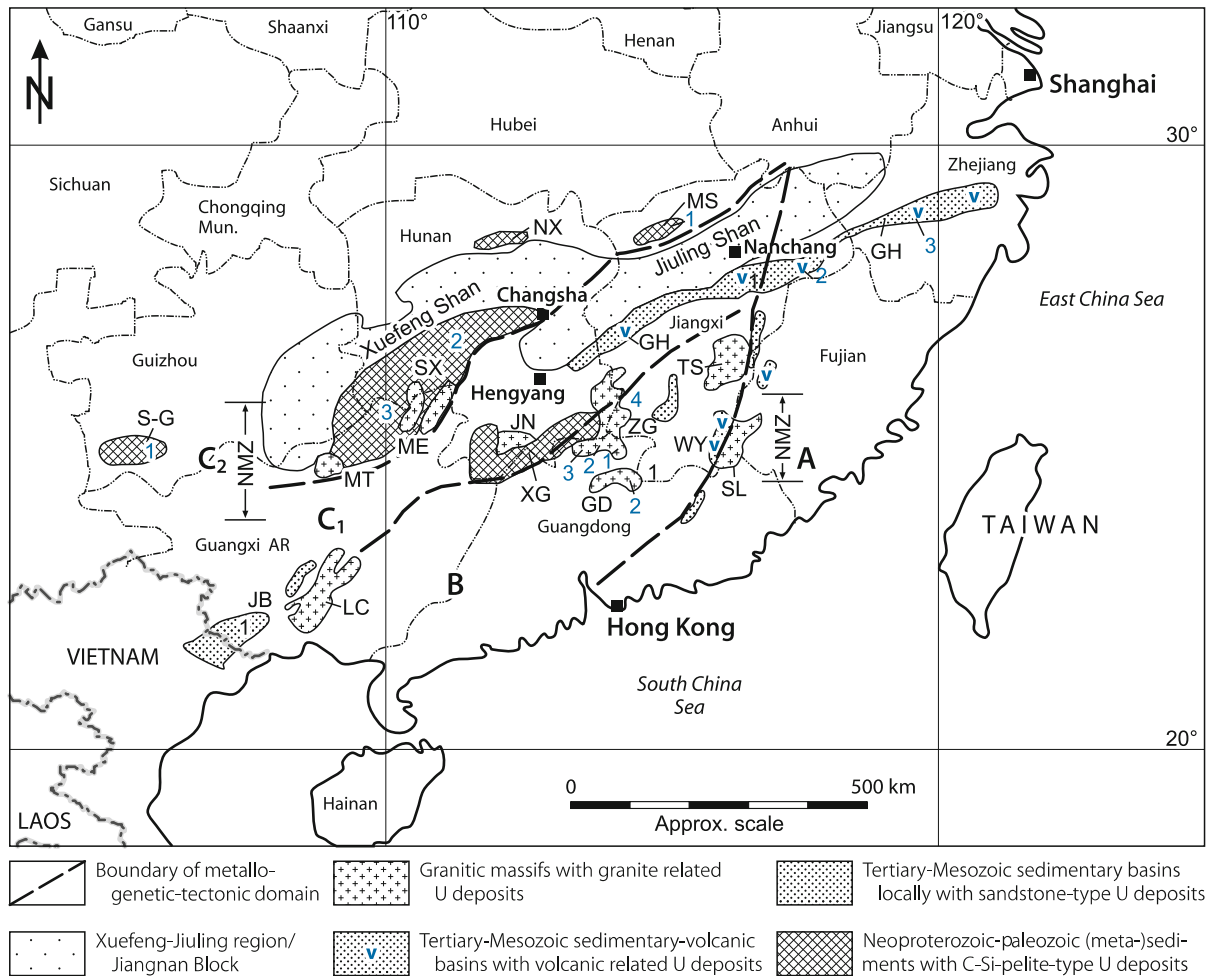 Gansu
Shaanxi
110°
Henan
120°
Jiangsu
N
Shanghai
Hubei
Anhui
30°
Sichuan
Zhejiang
Chongqing
Mun.
MS
1
NX
Hunan
Jiuling Shan
Nanchang
GH
3
v
v
v
1
v
2
East China Sea
Xuefeng Shan
Changsha
2
Jiangxi
v
GH
Guizhou
SX
Hengyang
TS
v
Fujian
S-G
1
C2
NMZ
3
ME
JN
4
ZG
WY
v
v
NMZ
A
MT
XG
3
2
1
1
GD
2
SL
C1
Guangdong
TAIWAN
Guangxi AR
B
JB
1
LC
Hong Kong
VIETNAM
South China
Sea
20°
Hainan
0
500 km
Approx. scale
LAOS
Boundary of metallo-
genetic-tectonic domain
Granitic massifs with granite related
U deposits
Tertiary-Mesozoic sedimentary basins
locally with sandstone-type U deposits
Xuefeng-Jiuling region/
Jiangnan Block
v
Tertiary-Mesozoic sedimentary-volcanic
basins with volcanic related U deposits
Neoproterozoic-paleozoic (meta-)sedi-
ments with C-Si-pelite-type U deposits